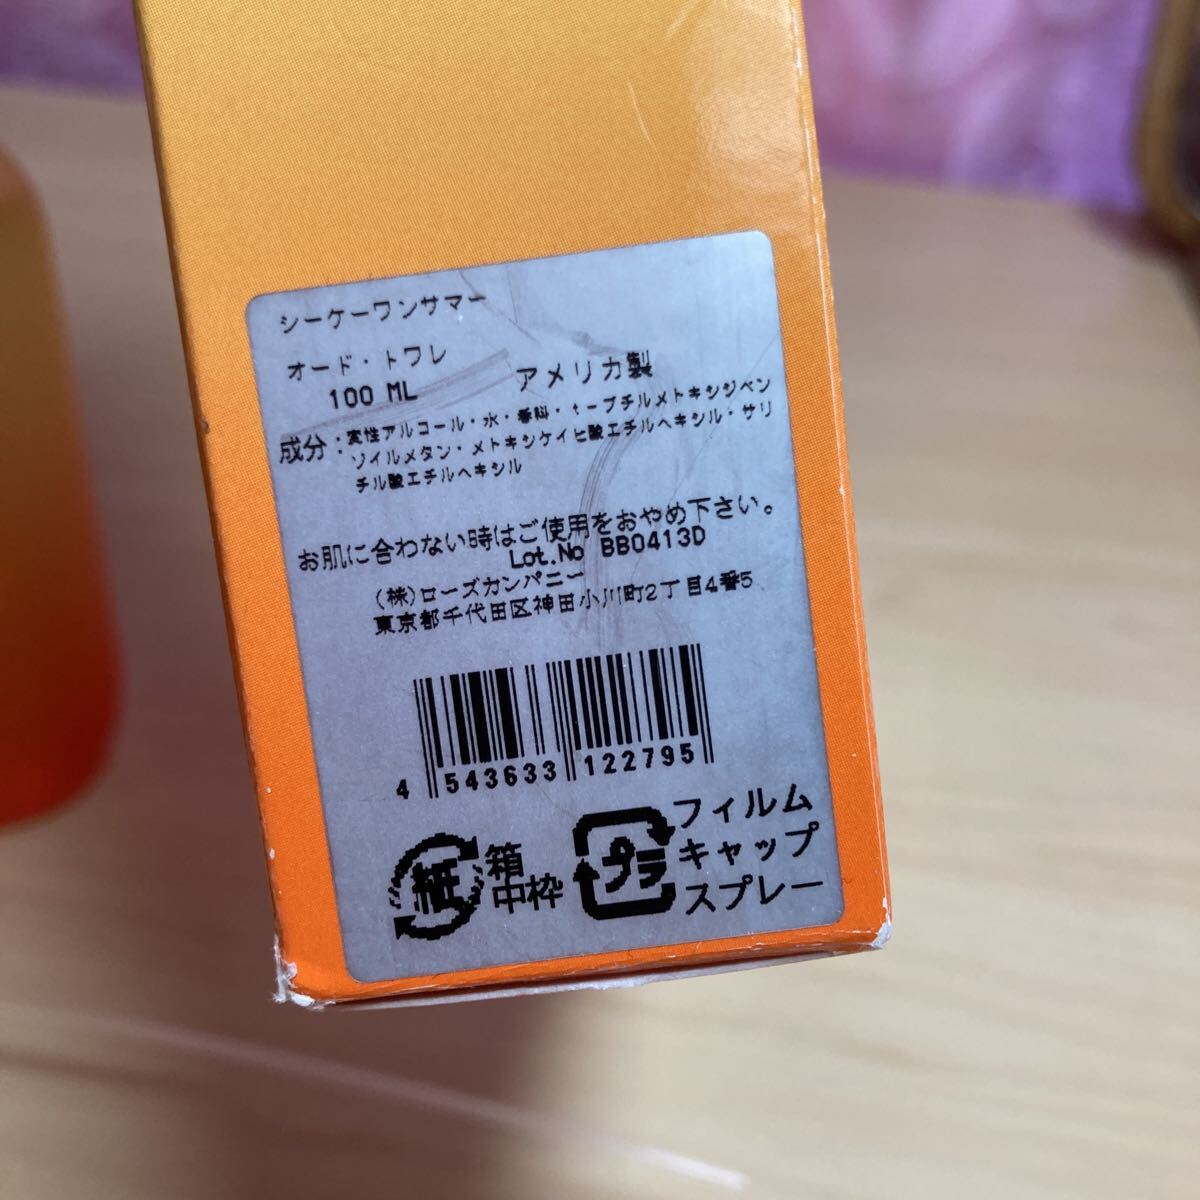 シーケーワンサマー
オード・トワレ
100 ML
アメリカ製
成分：変性アルコール・水・香料・t-ブチルメトキシジベン
ゾイルメタン・メトキシケイヒ酸エチルヘキシル・サリ
チル酸エチルヘキシル
お肌に合わない時はご使用をおやめ下さい。
Lot.No BB0413D
(株)ローズカンパニー
東京都千代田区神田小川町2丁目4番5
4 543633 122795
紙 箱
中枠
プラ フィルム
キャップ
スプレー